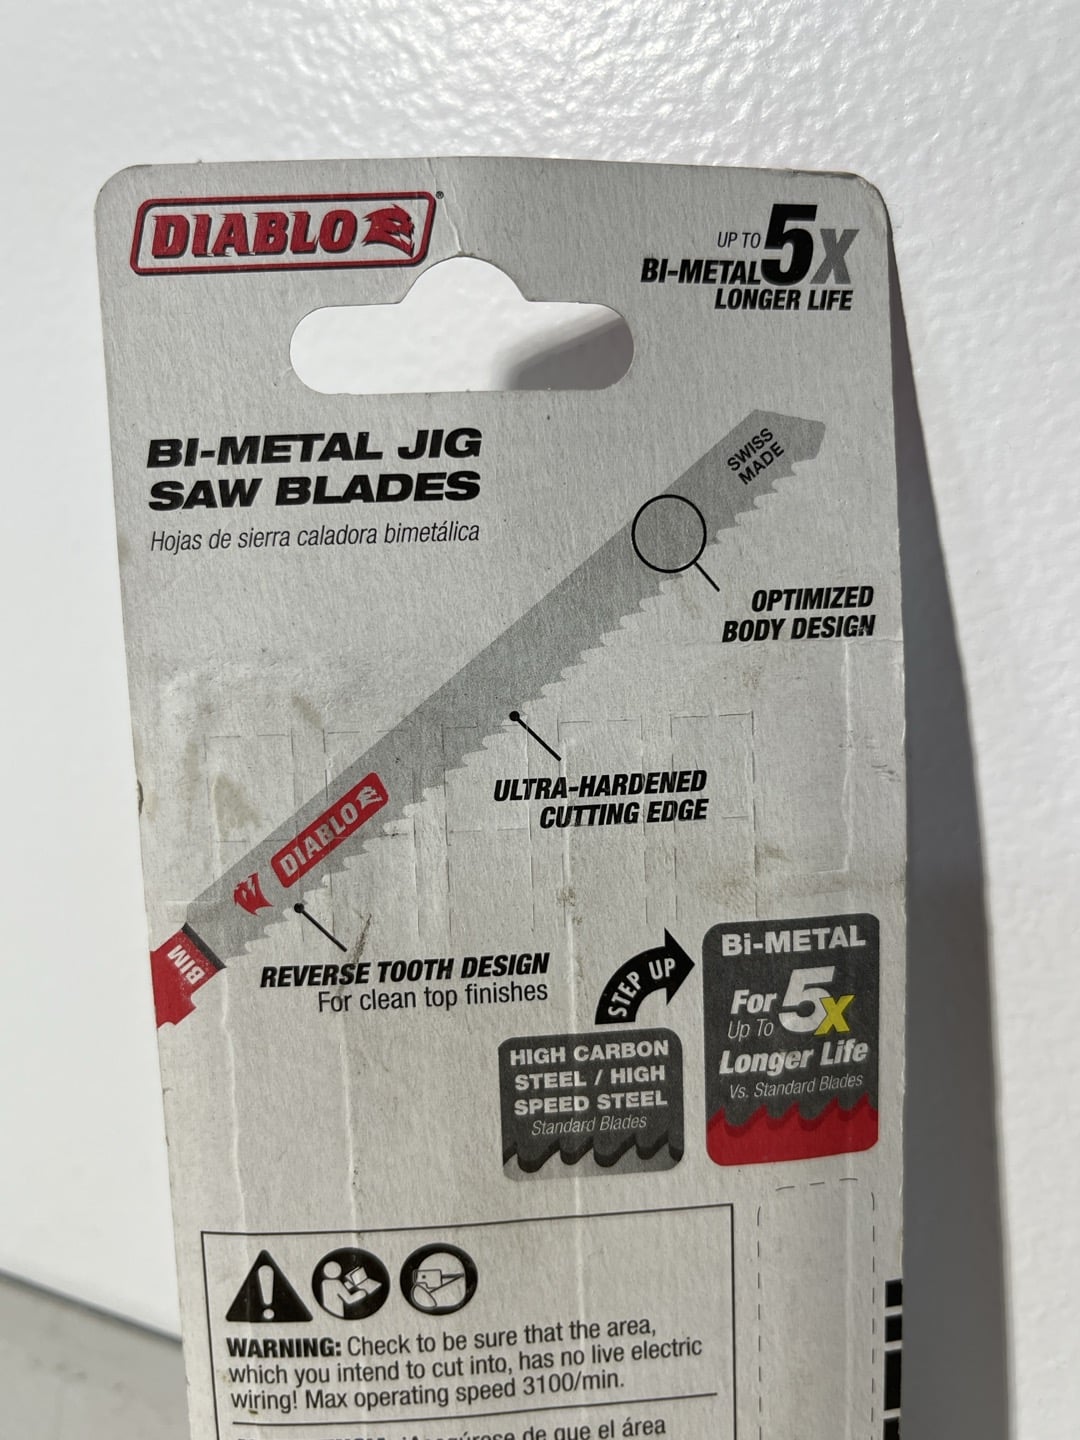 DIABLO®
UP TO 5X
BI-METAL
LONGER LIFE
BI-METAL JIG
SAW BLADES
Hojas de sierra caladora bimetálica
SWISS
MADE
OPTIMIZED
BODY DESIGN
ULTRA-HARDENED
CUTTING EDGE
DIABLO
BIM
REVERSE TOOTH DESIGN
For clean top finishes
STEP UP
HIGH CARBON
STEEL / HIGH
SPEED STEEL
Standard Blades
Bi-METAL
For 5x
Up To
Longer Life
Vs. Standard Blades
WARNING: Check to be sure that the area,
which you intend to cut into, has no live electric
wiring! Max operating speed 3100/min.
de que el área